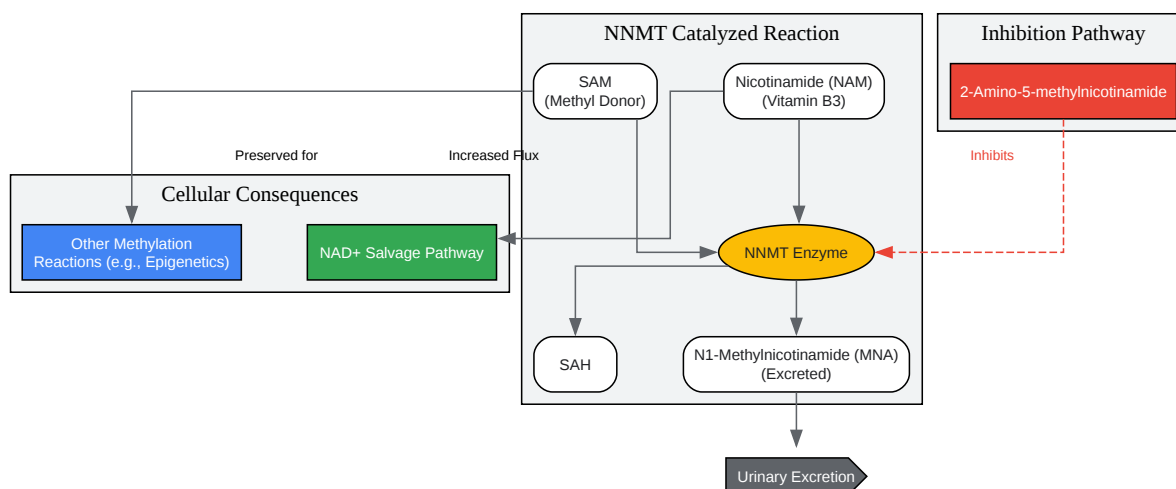 NNMT Catalyzed Reaction
Inhibition Pathway
SAM
(Methyl Donor)
Nicotinamide (NAM)
(Vitamin B3)
2-Amino-5-methylnicotinamide
Preserved for
Increased Flux
Inhibits
Cellular Consequences
Other Methylation
Reactions (e.g., Epigenetics)
NAD+ Salvage Pathway
NNMT Enzyme
SAH
N1-Methylnicotinamide (MNA)
(Excreted)
Urinary Excretion